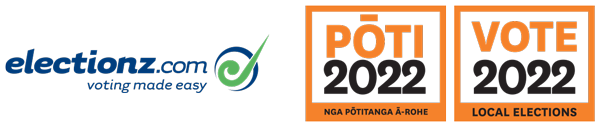 electionz.com
voting made easy
PŌTI
2022
NGA PŌTITANGA Ā-ROHE
VOTE
2022
LOCAL ELECTIONS